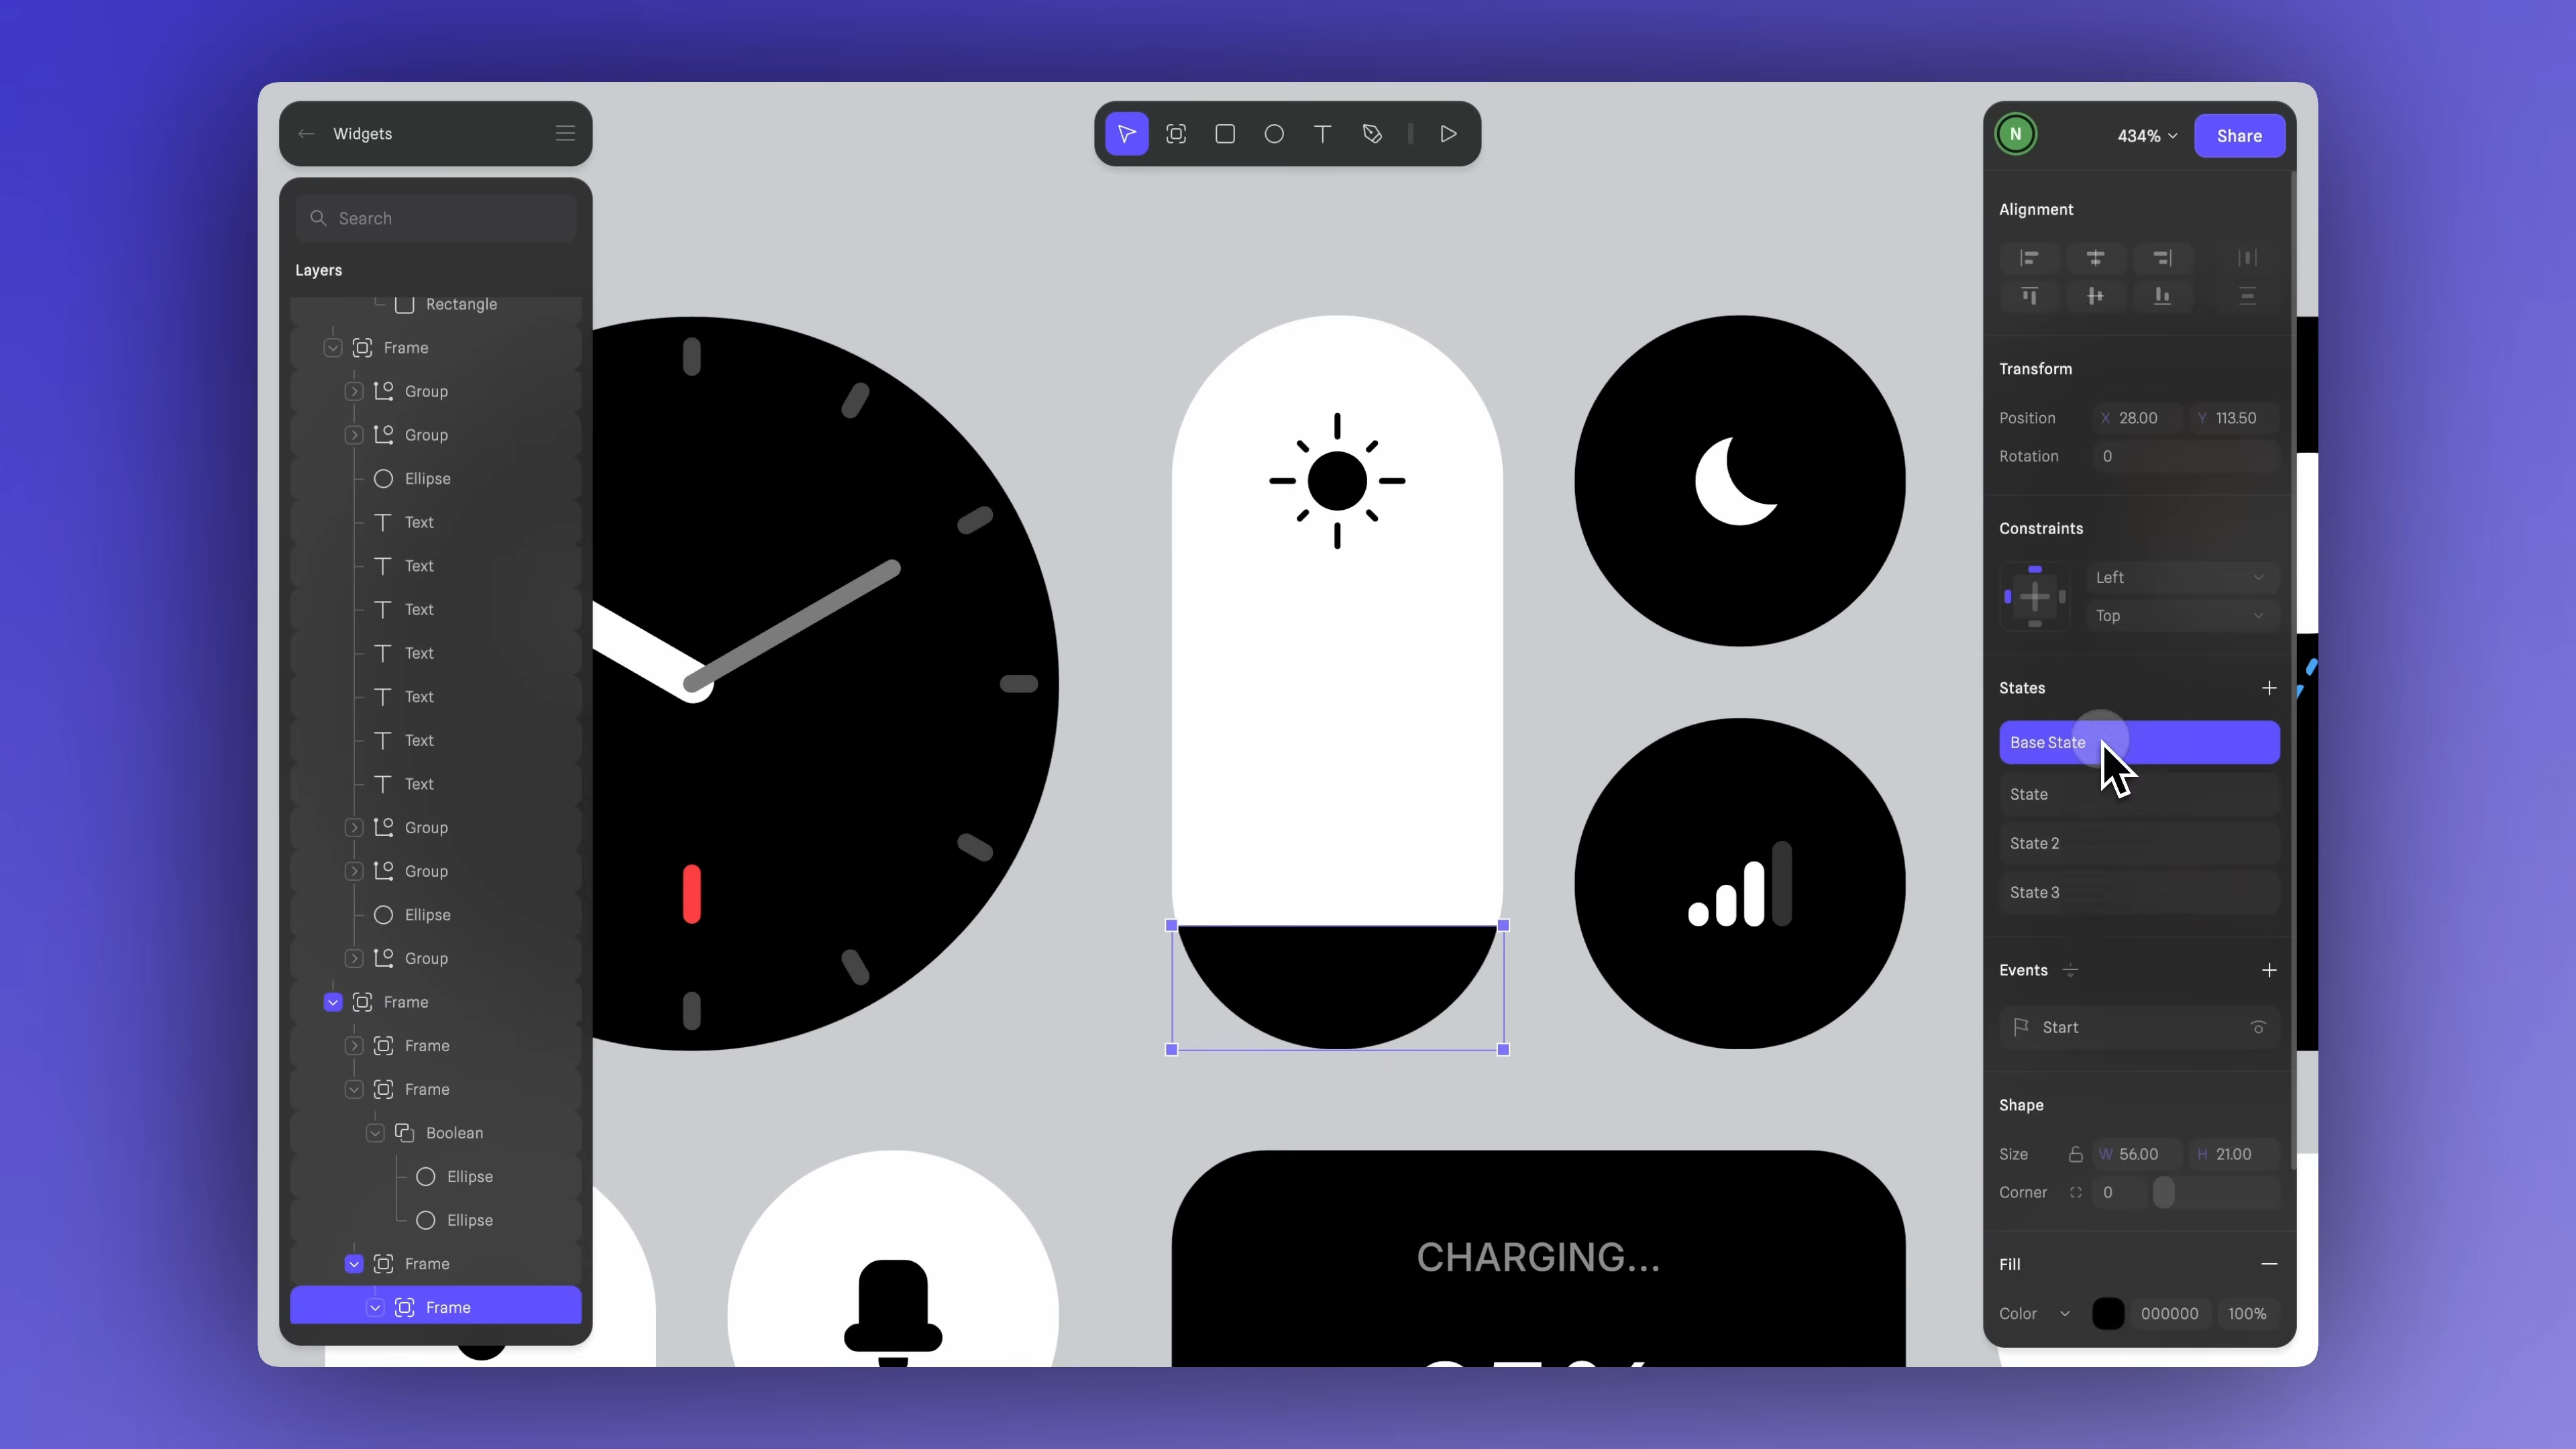 Widgets
Search
Layers
Rectangle
Frame
Group
Group
Ellipse
Text
Text
Text
Text
Text
Text
Text
Group
Group
Ellipse
Group
Frame
Frame
Frame
Boolean
Ellipse
Ellipse
Frame
Frame
CHARGING...
N
434%
Share
Alignment
Transform
Position X 28.00 Y 113.50
Rotation 0
Constraints
Left
Top
States
Base State
State
State 2
State 3
Events
Start
Shape
Size W 56.00 H 21.00
Corner 0
Fill
Color 000000 100%